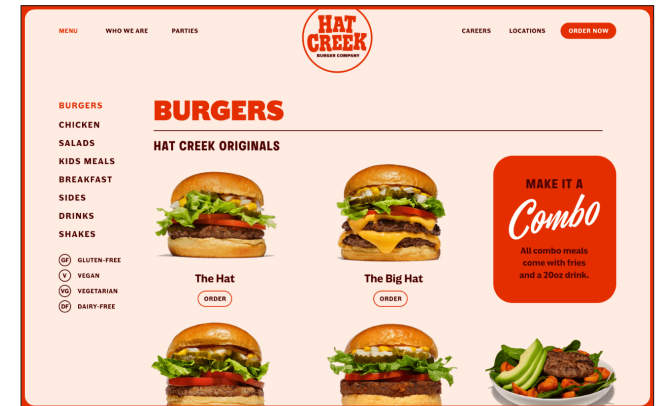 MENU
WHO WE ARE
PARTIES
HAT
CREEK
BURGER COMPANY
CAREERS
LOCATIONS
ORDER NOW
BURGERS
CHICKEN
SALADS
KIDS MEALS
BREAKFAST
SIDES
DRINKS
SHAKES
GF GLUTEN-FREE
V VEGAN
VG VEGETARIAN
DF DAIRY-FREE
BURGERS
HAT CREEK ORIGINALS
The Hat
ORDER
The Big Hat
ORDER
MAKE IT A
Combo
All combo meals
come with fries
and a 20oz drink.